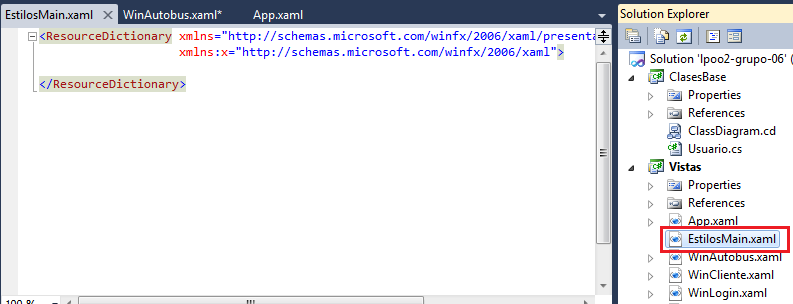 EstilosMain.xaml
WinAutobus.xaml*
App.xaml
Solution Explorer
<ResourceDictionary xmlns="http://schemas.microsoft.com/winfx/2006/xaml/presenta
xmlns:x="http://schemas.microsoft.com/winfx/2006/xaml">
</ResourceDictionary>
Solution 'lpoo2-grupo-06' (
ClasesBase
Properties
References
ClassDiagram.cd
Usuario.cs
Vistas
Properties
References
App.xaml
EstilosMain.xaml
WinAutobus.xaml
WinCliente.xaml
WinLogin.xaml
100 %